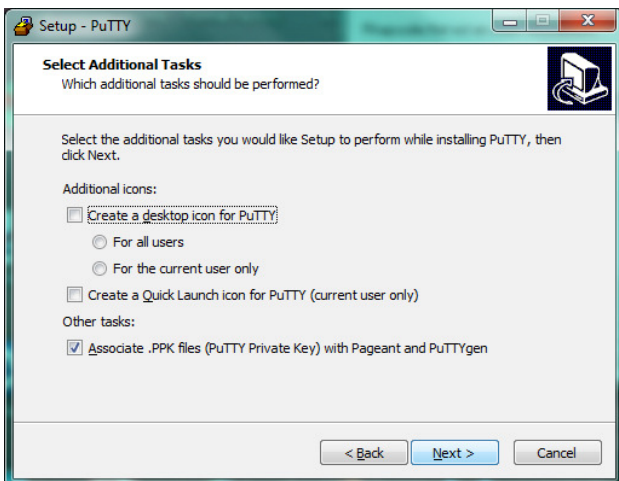 Setup - PuTTY
Select Additional Tasks
Which additional tasks should be performed?
Select the additional tasks you would like Setup to perform while installing PuTTY, then
click Next.
Additional icons:
Create a desktop icon for PuTTY
For all users
For the current user only
Create a Quick Launch icon for PuTTY (current user only)
Other tasks:
Associate .PPK files (PuTTY Private Key) with Pageant and PuTTYgen
< Back
Next >
Cancel